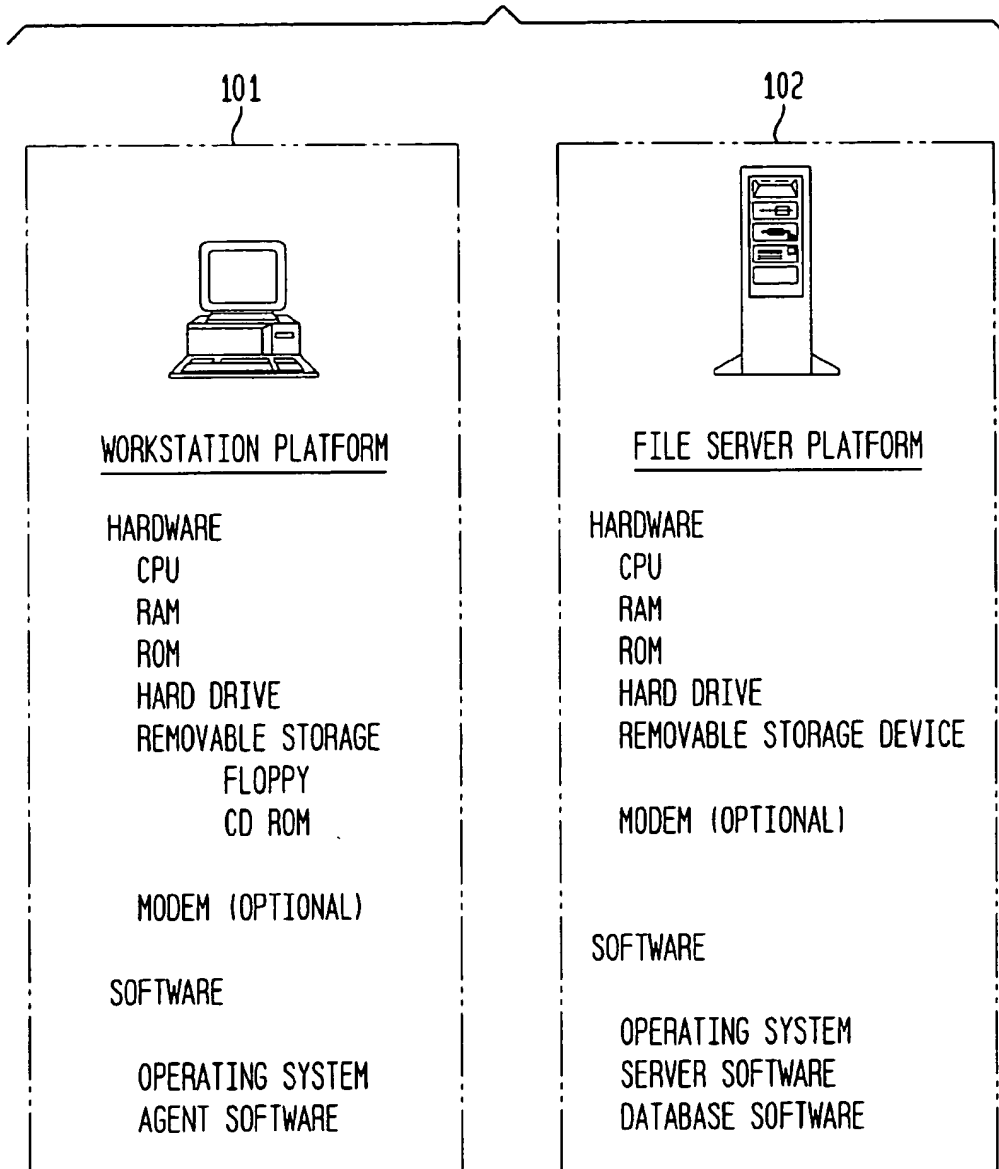 101
WORKSTATION PLATFORM
HARDWARE
CPU
RAM
ROM
HARD DRIVE
REMOVABLE STORAGE
FLOPPY
CD ROM
MODEM (OPTIONAL)
SOFTWARE
OPERATING SYSTEM
AGENT SOFTWARE
102
FILE SERVER PLATFORM
HARDWARE
CPU
RAM
ROM
HARD DRIVE
REMOVABLE STORAGE DEVICE
MODEM (OPTIONAL)
SOFTWARE
OPERATING SYSTEM
SERVER SOFTWARE
DATABASE SOFTWARE